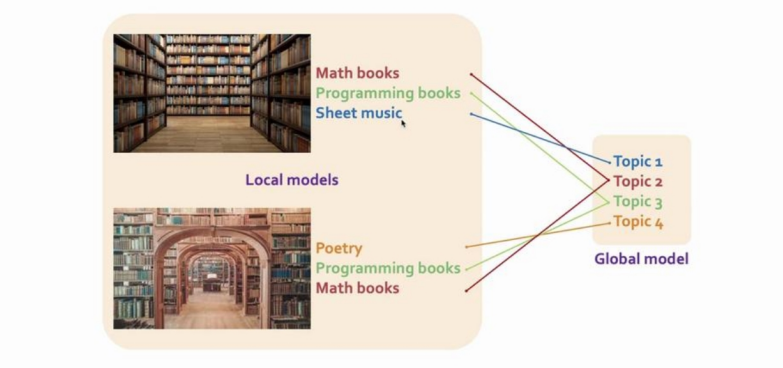 Math books
Programming books
Sheet music
Local models
Poetry
Programming books
Math books
Topic 1
Topic 2
Topic 3
Topic 4
Global model